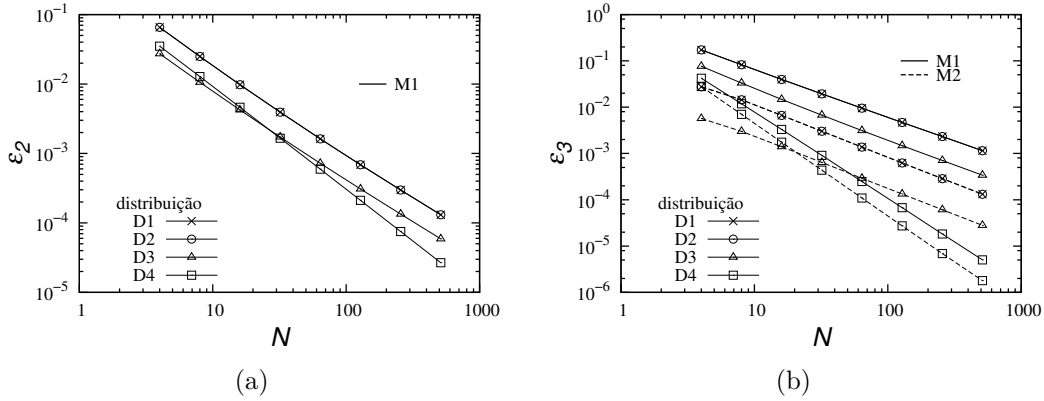 10⁻¹
10⁻²
10⁻³
10⁻⁴
10⁻⁵
1
10
100
1000
ε₂
N
M1
distribuição
D1
D2
D3
D4
(a)
10⁰
10⁻¹
10⁻²
10⁻³
10⁻⁴
10⁻⁵
10⁻⁶
1
10
100
1000
ε₃
N
M1
M2
distribuição
D1
D2
D3
D4
(b)